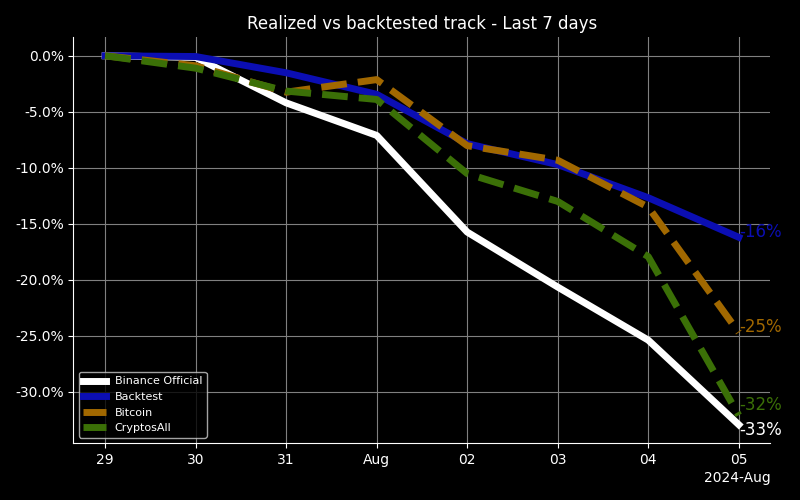 Realized vs backtested track - Last 7 days
0.0%
-5.0%
-10.0%
-15.0%
-20.0%
-25.0%
-30.0%
-16%
-25%
-32%
-33%
Binance Official
Backtest
Bitcoin
CryptosAll
29 30 31 Aug 02 03 04 05
2024-Aug